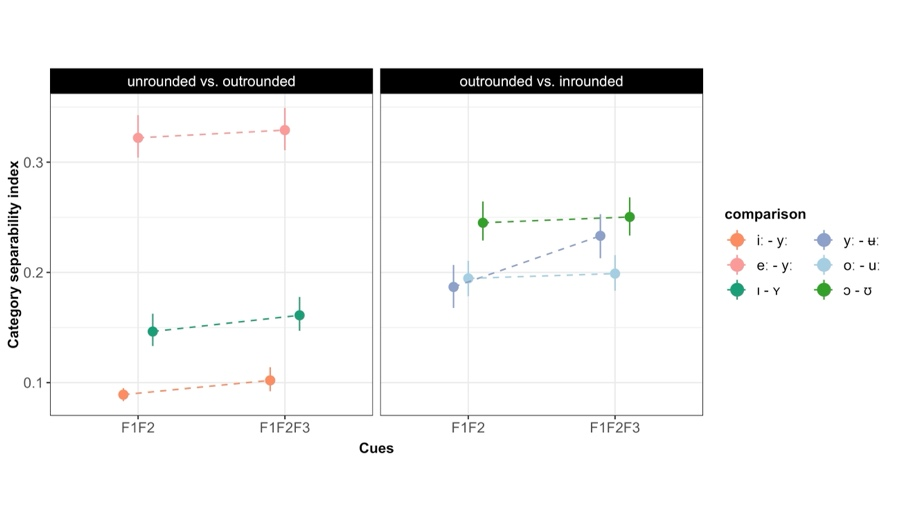 unrounded vs. outrounded
outrounded vs. inrounded
Category separability index
0.3
0.2
0.1
F1F2
F1F2F3
F1F2
F1F2F3
Cues
comparison
iː - yː
eː - yː
ɪ - ʏ
yː - ʉː
oː - uː
ɔ - ʊ